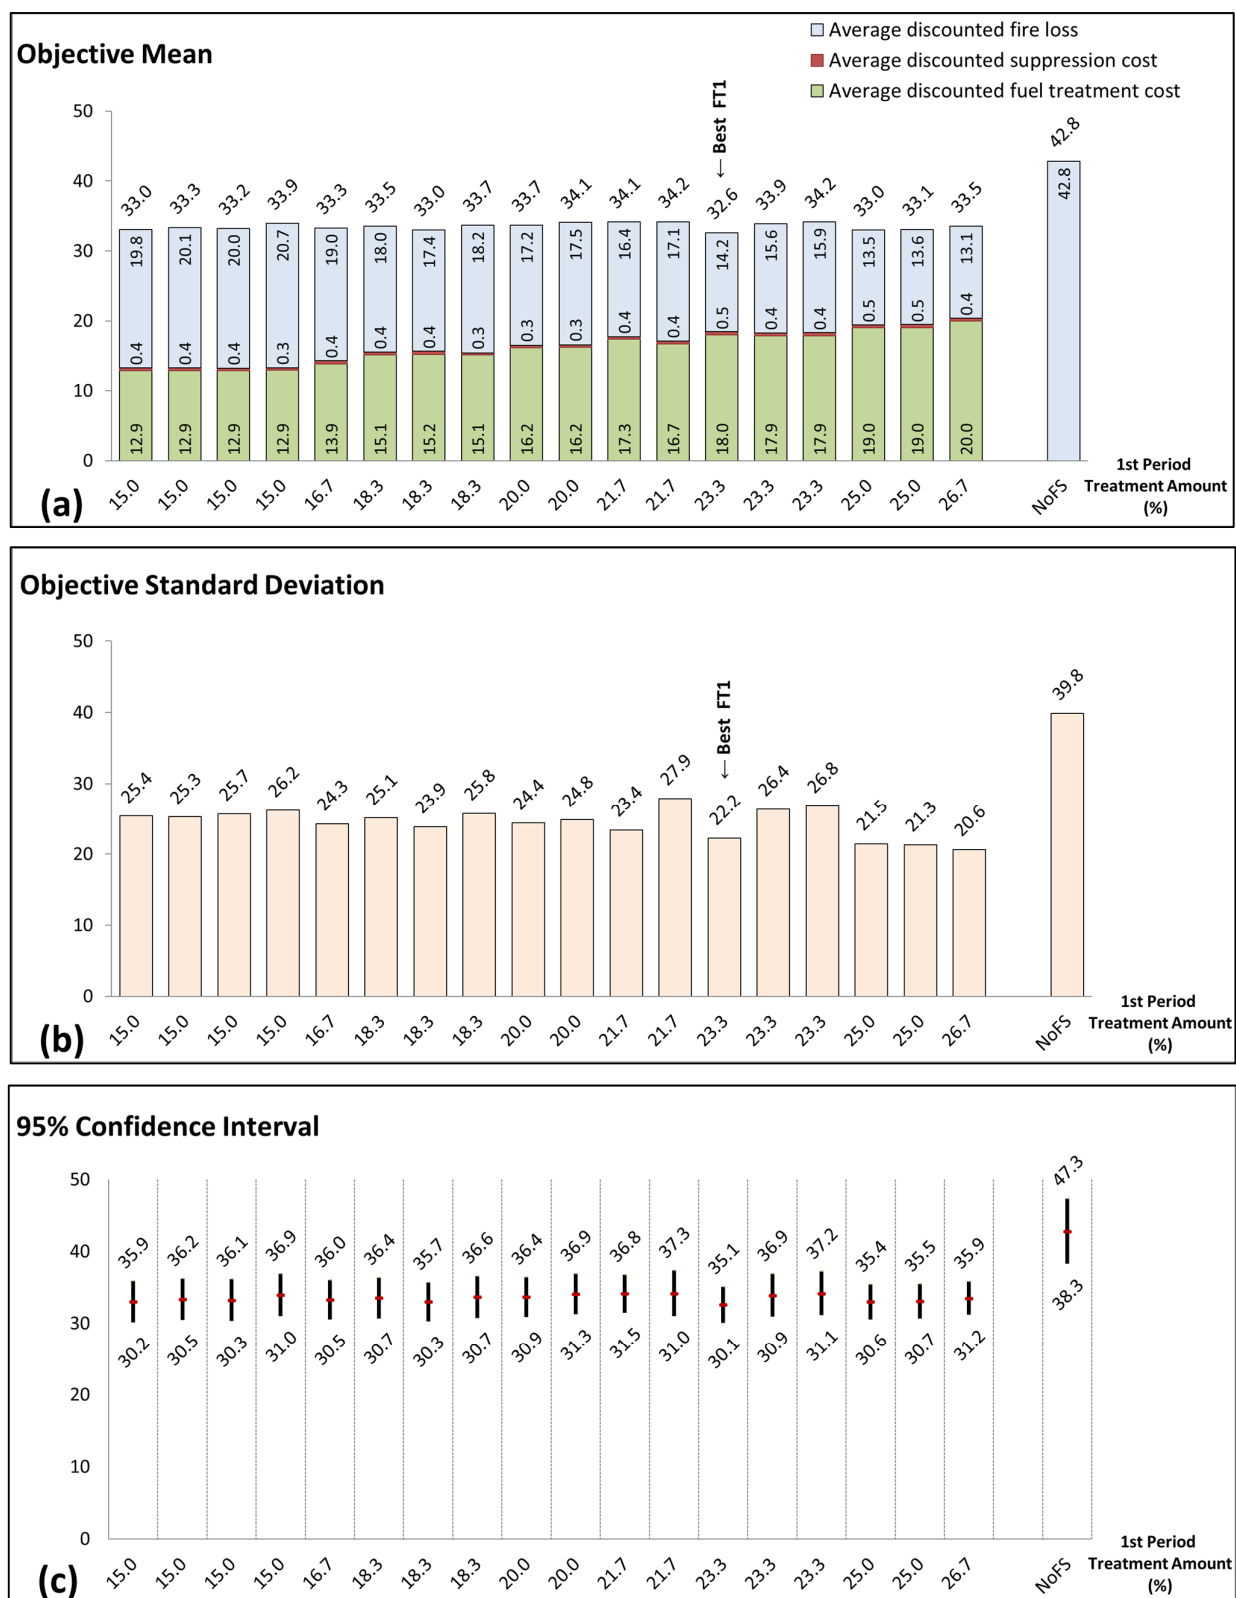 Objective Mean
Average discounted fire loss
Average discounted suppression cost
Average discounted fuel treatment cost
← Best FT1
50
40
30
20
10
0
33.0 33.3 33.2 33.9 33.3 33.5 33.0 33.7 33.7 34.1 34.1 34.2 32.6 33.9 34.2 33.0 33.1 33.5 42.8
19.8 20.1 20.0 20.7 19.0 18.0 17.4 18.2 17.2 17.5 16.4 17.1 14.2 15.6 15.9 13.5 13.6 13.1 42.8
0.4 0.4 0.4 0.3 0.4 0.4 0.4 0.3 0.3 0.3 0.4 0.4 0.5 0.4 0.4 0.5 0.5 0.4
12.9 12.9 12.9 12.9 13.9 15.1 15.2 15.1 16.2 16.2 17.3 16.7 18.0 17.9 17.9 19.0 19.0 20.0
15.0 15.0 15.0 15.0 16.7 18.3 18.3 18.3 20.0 20.0 21.7 21.7 23.3 23.3 23.3 25.0 25.0 26.7 NoFS
1st Period
Treatment Amount
(%)
(a)
Objective Standard Deviation
← Best FT1
50
40
30
20
10
0
25.4 25.3 25.7 26.2 24.3 25.1 23.9 25.8 24.4 24.8 23.4 27.9 22.2 26.4 26.8 21.5 21.3 20.6 39.8
15.0 15.0 15.0 15.0 16.7 18.3 18.3 18.3 20.0 20.0 21.7 21.7 23.3 23.3 23.3 25.0 25.0 26.7 NoFS
1st Period
Treatment Amount
(%)
(b)
95% Confidence Interval
50
40
30
20
10
0
35.9 36.2 36.1 36.9 36.0 36.4 35.7 36.6 36.4 36.9 36.8 37.3 35.1 36.9 37.2 35.4 35.5 35.9 47.3
30.2 30.5 30.3 31.0 30.5 30.7 30.3 30.7 30.9 31.3 31.5 31.0 30.1 30.9 31.1 30.6 30.7 31.2 38.3
15.0 15.0 15.0 15.0 16.7 18.3 18.3 18.3 20.0 20.0 21.7 21.7 23.3 23.3 23.3 25.0 25.0 26.7 NoFS
1st Period
Treatment Amount
(%)
(c)